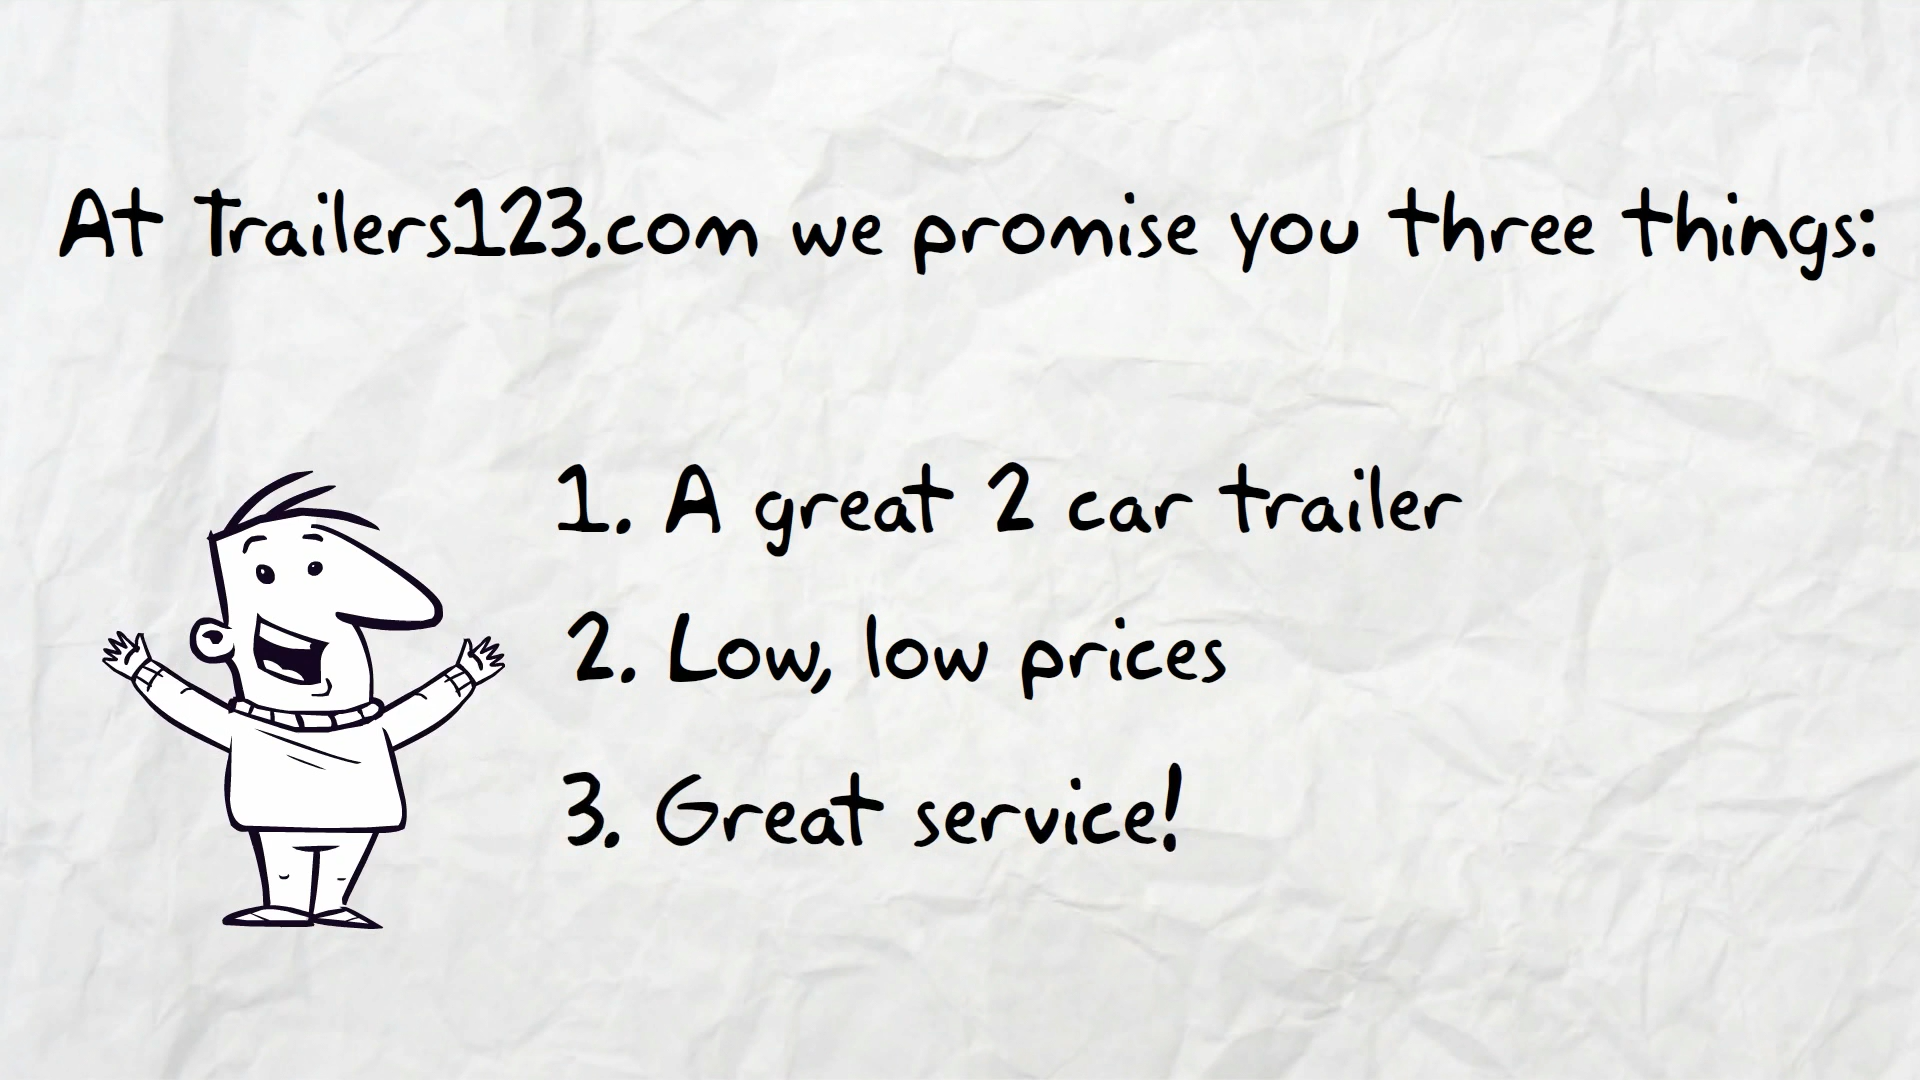 At Trailers123.com we promise you three things:
1. A great 2 car trailer
2. Low, low prices
3. Great service!